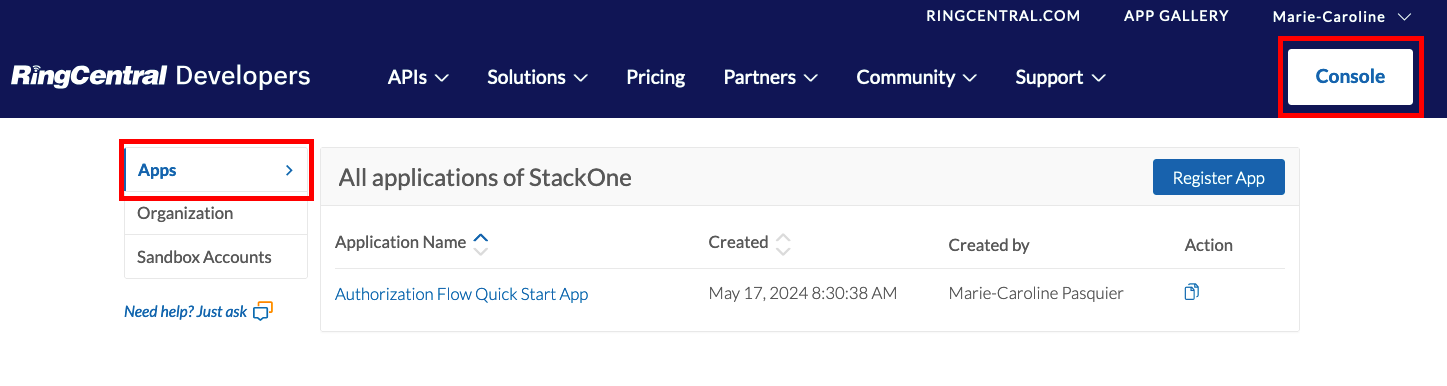 RINGCENTRAL.COM APP GALLERY Marie-Caroline
RingCentral Developers APIs Solutions Pricing Partners Community Support Console
Apps
Organization
Sandbox Accounts
Need help? Just ask
All applications of StackOne Register App
Application Name Created Created by Action
Authorization Flow Quick Start App May 17, 2024 8:30:38 AM Marie-Caroline Pasquier